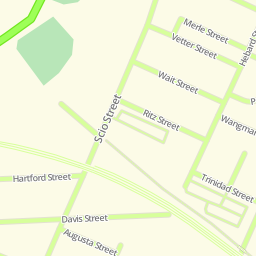 Merle Street
Vetter Street
Hebard S
Wait Street
P
Scio Street
Ritz Street
Wangman
Trinidad Street
Hartford Street
Davis Street
Augusta Street